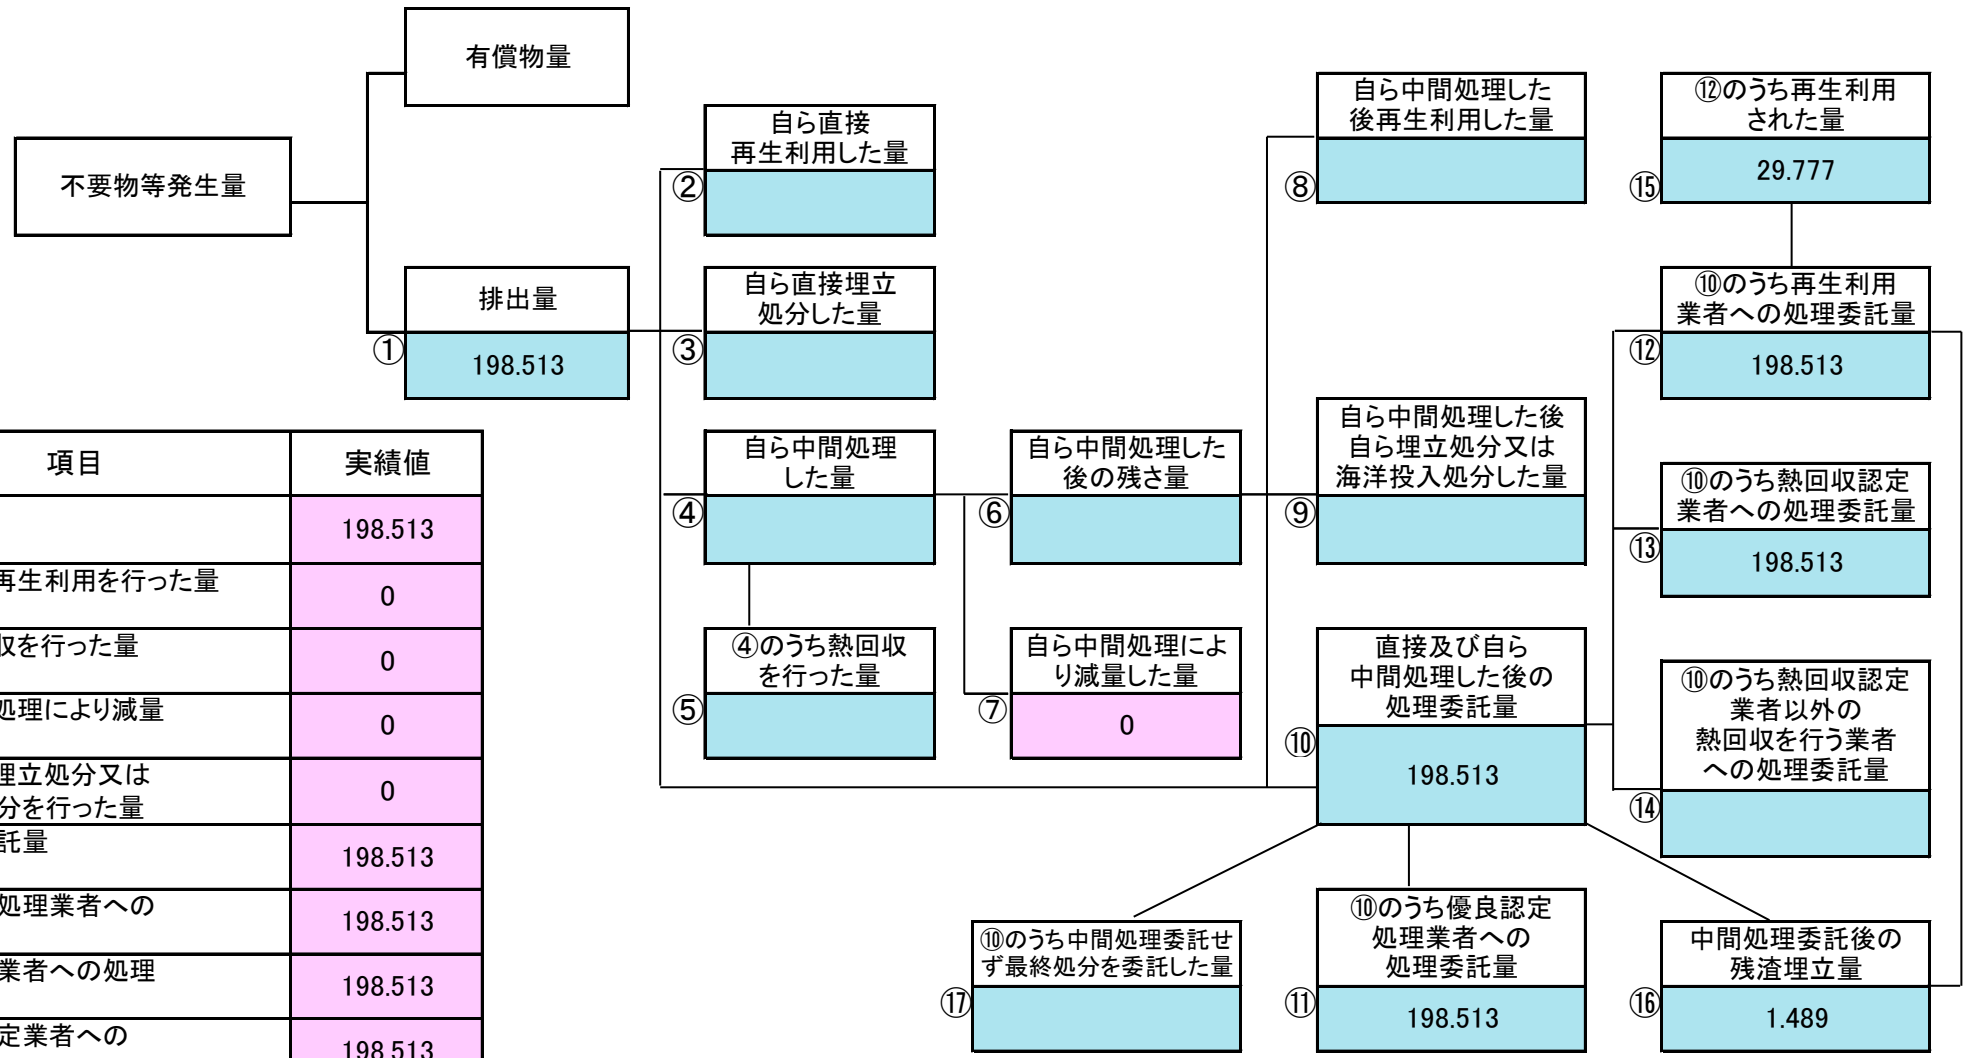 有償物量
不要物等発生量
排出量
①
198.513
自ら直接
再生利用した量
②
自ら直接埋立
処分した量
③
自ら中間処理
した量
④
④のうち熱回収
を行った量
⑤
自ら中間処理した
後の残さ量
⑥
自ら中間処理によ
り減量した量
⑦
0
自ら中間処理した
後再生利用した量
⑧
自ら中間処理した後
自ら埋立処分又は
海洋投入処分した量
⑨
直接及び自ら
中間処理した後の
処理委託量
⑩
198.513
⑫のうち再生利用
された量
⑮
29.777
⑩のうち再生利用
業者への処理委託量
⑫
198.513
⑩のうち熱回収認定
業者への処理委託量
⑬
198.513
⑩のうち熱回収認定
業者以外の
熱回収を行う業者
への処理委託量
⑭
⑩のうち中間処理委託せ
ず最終処分を委託した量
⑰
⑩のうち優良認定
処理業者への
処理委託量
⑪
198.513
中間処理委託後の
残渣埋立量
⑯
1.489
項目
実績値
198.513
再生利用を行った量
0
収を行った量
0
処理により減量
0
埋立処分又は
分を行った量
0
託量
198.513
処理業者への
198.513
業者への処理
198.513
定業者への
198.513